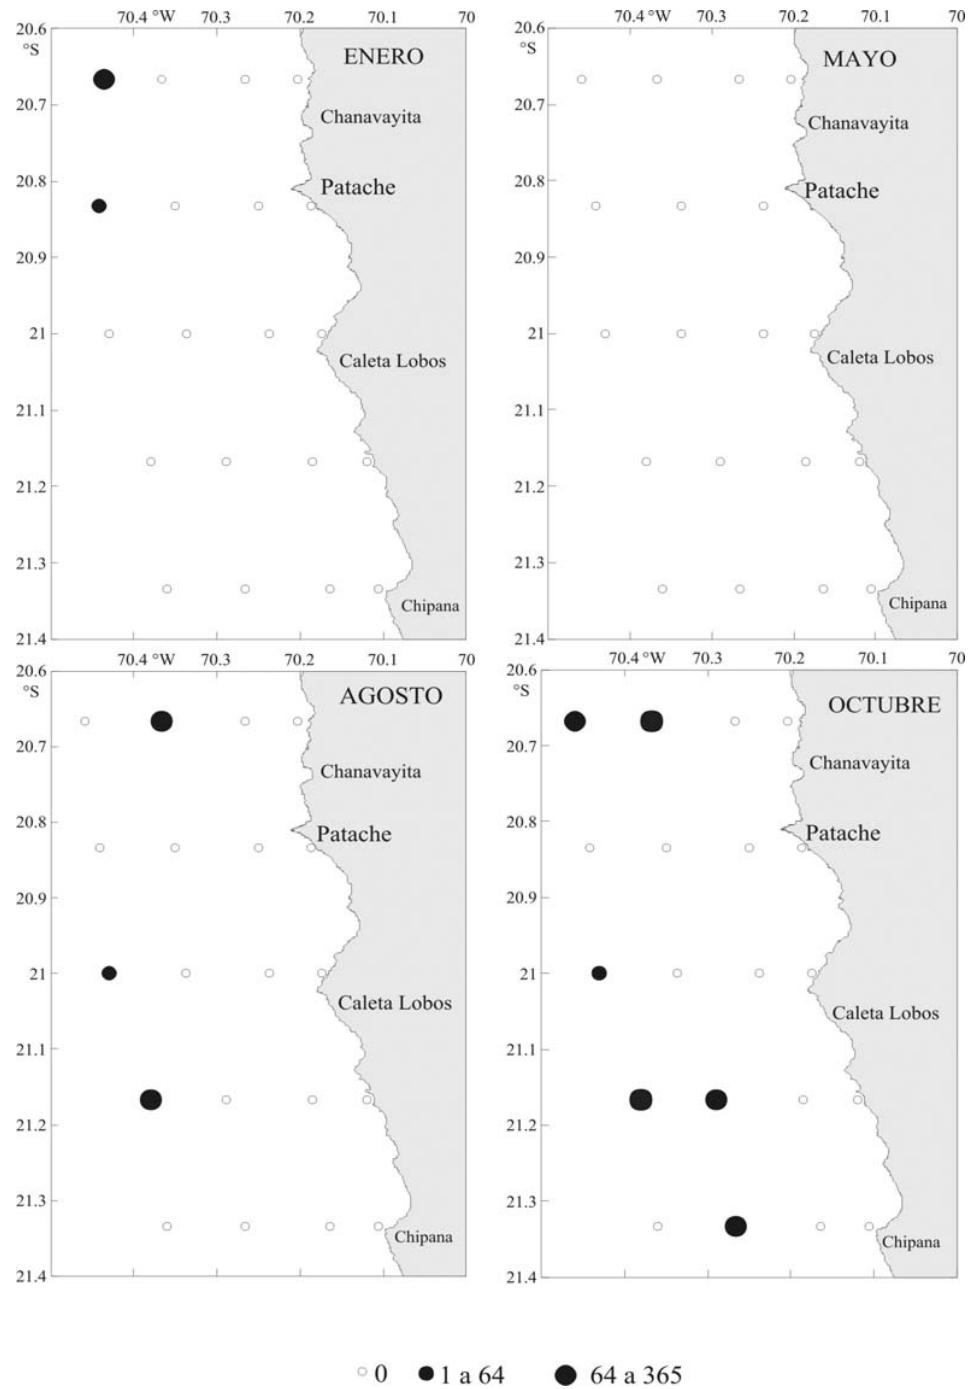 70.4 °W 70.3 70.2 70.1 70
20.6
°S
ENERO
20.7
Chanavayita
20.8
Patache
20.9
21
Caleta Lobos
21.1
21.2
21.3
Chipana
21.4
70.4 °W 70.3 70.2 70.1 70
20.6
°S
MAYO
20.7
Chanavayita
20.8
Patache
20.9
21
Caleta Lobos
21.1
21.2
21.3
Chipana
21.4
70.4 °W 70.3 70.2 70.1 70
20.6
°S
AGOSTO
20.7
Chanavayita
20.8
Patache
20.9
21
Caleta Lobos
21.1
21.2
21.3
Chipana
21.4
70.4 °W 70.3 70.2 70.1 70
20.6
°S
OCTUBRE
20.7
Chanavayita
20.8
Patache
20.9
21
Caleta Lobos
21.1
21.2
21.3
Chipana
21.4
0 1 a 64 64 a 365